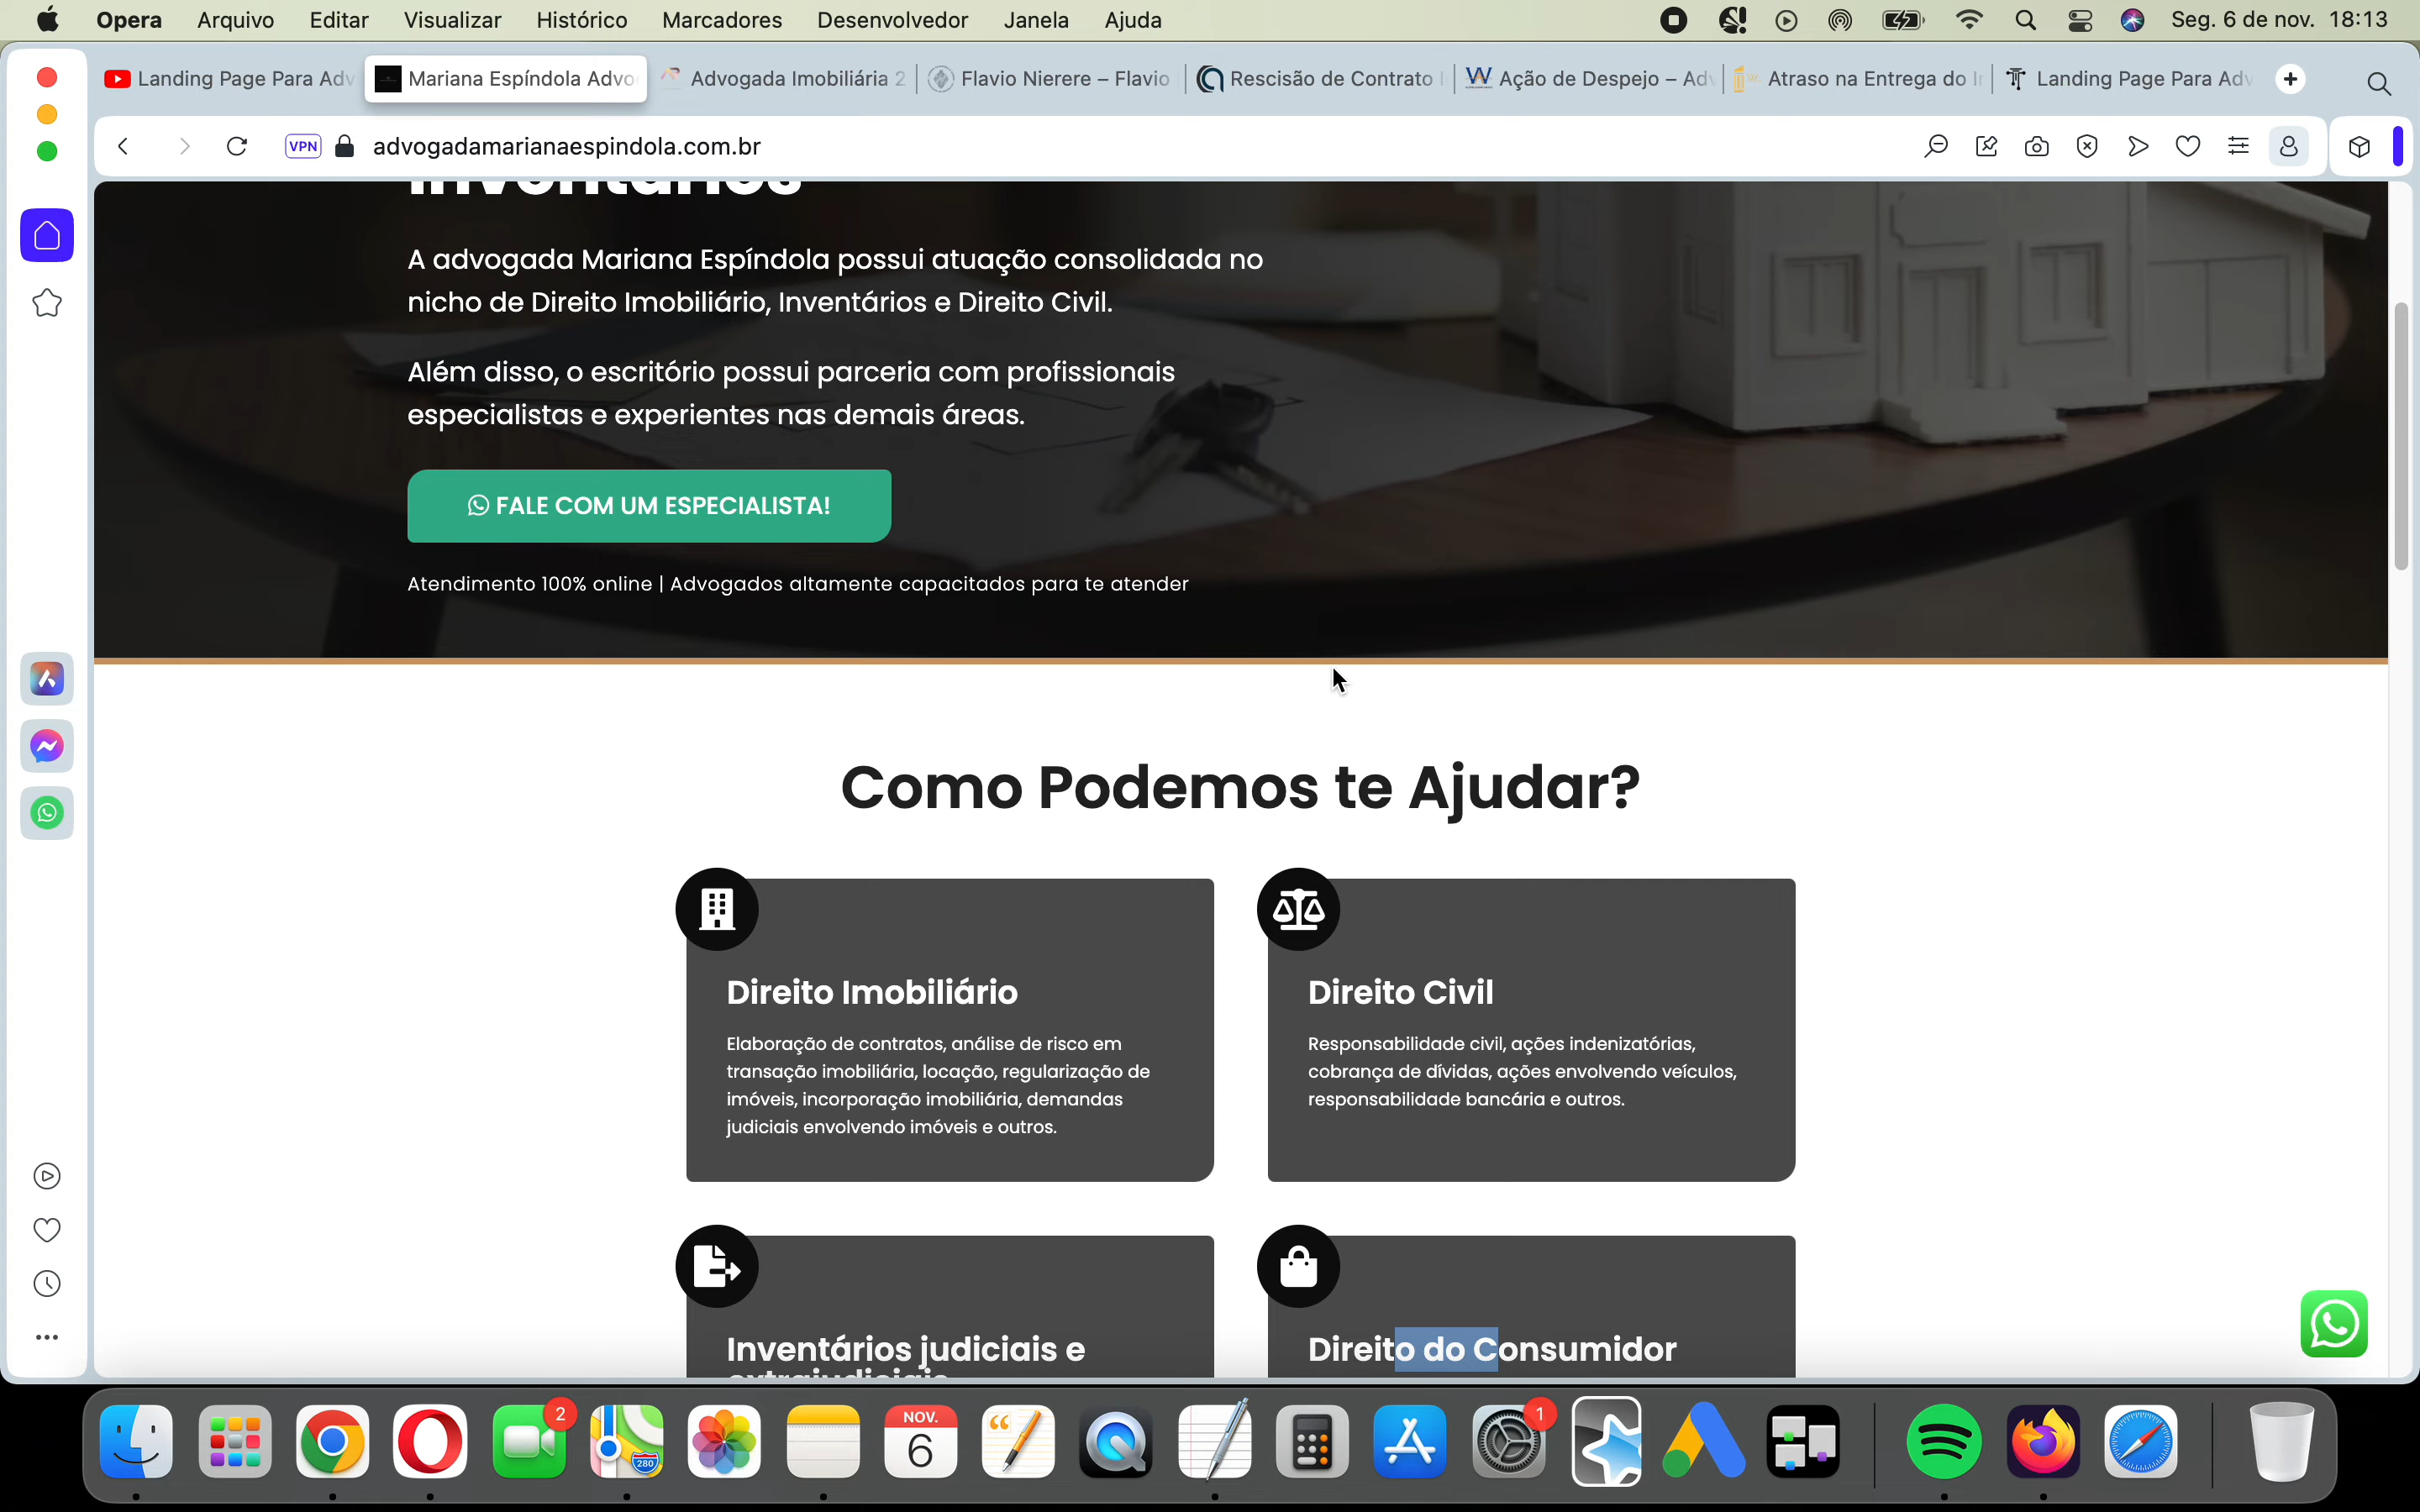 Opera Arquivo Editar Visualizar Histórico Marcadores Desenvolvedor Janela Ajuda Seg. 6 de nov. 18:13
Landing Page Para Adv Mariana Espíndola Advo Advogada Imobiliária 2 Flavio Nierere – Flavio Rescisão de Contrato Ação de Despejo – Adv Atraso na Entrega do Landing Page Para Adv
VPN advogadamarianaespindola.com.br
Inventários
A advogada Mariana Espíndola possui atuação consolidada no
nicho de Direito Imobiliário, Inventários e Direito Civil.
Além disso, o escritório possui parceria com profissionais
especialistas e experientes nas demais áreas.
FALE COM UM ESPECIALISTA!
Atendimento 100% online | Advogados altamente capacitados para te atender
Como Podemos te Ajudar?
Direito Imobiliário
Elaboração de contratos, análise de risco em
transação imobiliária, locação, regularização de
imóveis, incorporação imobiliária, demandas
judiciais envolvendo imóveis e outros.
Direito Civil
Responsabilidade civil, ações indenizatórias,
cobrança de dívidas, ações envolvendo veículos,
responsabilidade bancária e outros.
Inventários judiciais e
extrajudiciais
Direito do Consumidor
2
280
NOV.
6
1